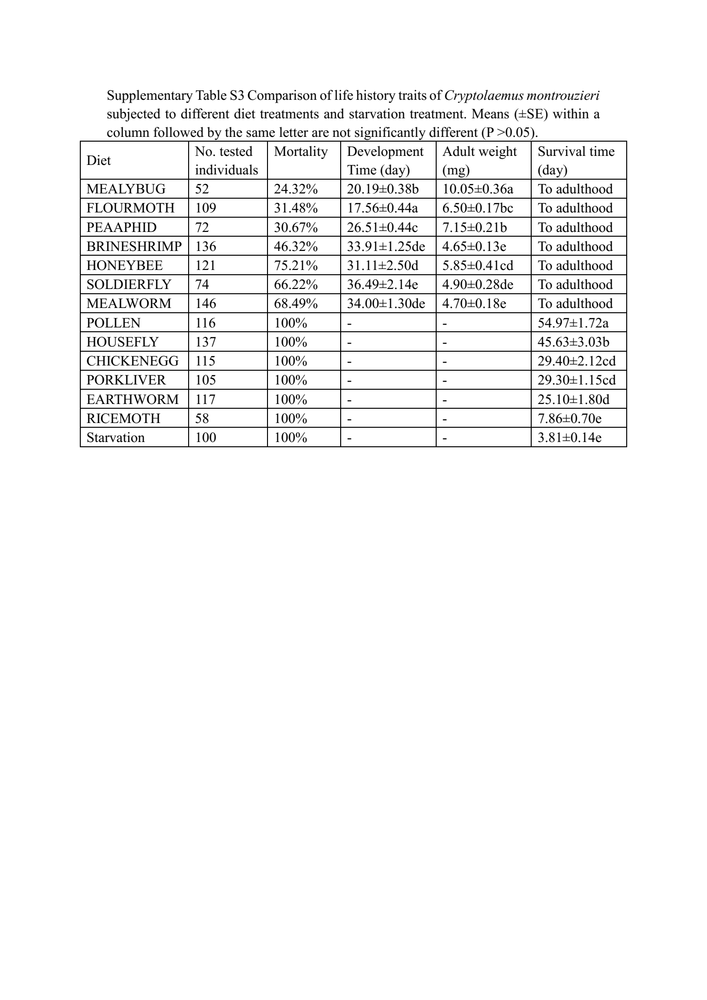 Supplementary Table S3 Comparison of life history traits of Cryptolaemus montrouzieri
subjected to different diet treatments and starvation treatment. Means (±SE) within a
column followed by the same letter are not significantly different (P >0.05).
Diet No. tested individuals Mortality Development Time (day) Adult weight (mg) Survival time (day)
MEALYBUG 52 24.32% 20.19±0.38b 10.05±0.36a To adulthood
FLOURMOTH 109 31.48% 17.56±0.44a 6.50±0.17bc To adulthood
PEAAPHID 72 30.67% 26.51±0.44c 7.15±0.21b To adulthood
BRINESHRIMP 136 46.32% 33.91±1.25de 4.65±0.13e To adulthood
HONEYBEE 121 75.21% 31.11±2.50d 5.85±0.41cd To adulthood
SOLDIERFLY 74 66.22% 36.49±2.14e 4.90±0.28de To adulthood
MEALWORM 146 68.49% 34.00±1.30de 4.70±0.18e To adulthood
POLLEN 116 100% - - 54.97±1.72a
HOUSEFLY 137 100% - - 45.63±3.03b
CHICKENEGG 115 100% - - 29.40±2.12cd
PORKLIVER 105 100% - - 29.30±1.15cd
EARTHWORM 117 100% - - 25.10±1.80d
RICEMOTH 58 100% - - 7.86±0.70e
Starvation 100 100% - - 3.81±0.14e